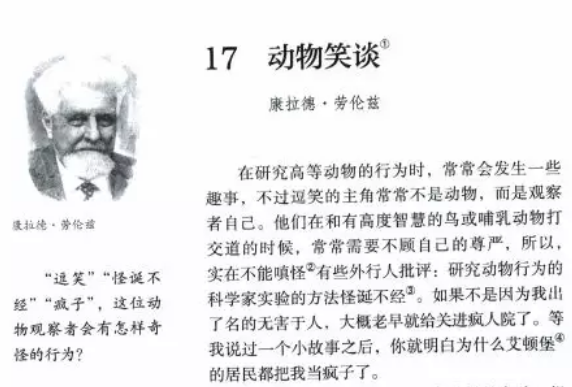 17 动物笑谈①
康拉德·劳伦兹
康拉德·劳伦兹
“逗笑”“怪诞不
经”“疯子”，这位动
物观察者会有怎样奇
怪的行为？
在研究高等动物的行为时，常常会发生一些
趣事，不过逗笑的主角常常不是动物，而是观察
者自己。他们在和有高度智慧的鸟或哺乳动物打
交道的时候，常常需要不顾自己的尊严，所以，
实在不能嗔怪②有些外行人批评：研究动物行为的
科学家实验的方法怪诞不经③。如果不是因为我出
了名的无害于人，大概老早就给关进疯人院了。等
我说过一个小故事之后，你就明白为什么艾顿堡④
的居民都把我当疯子了。